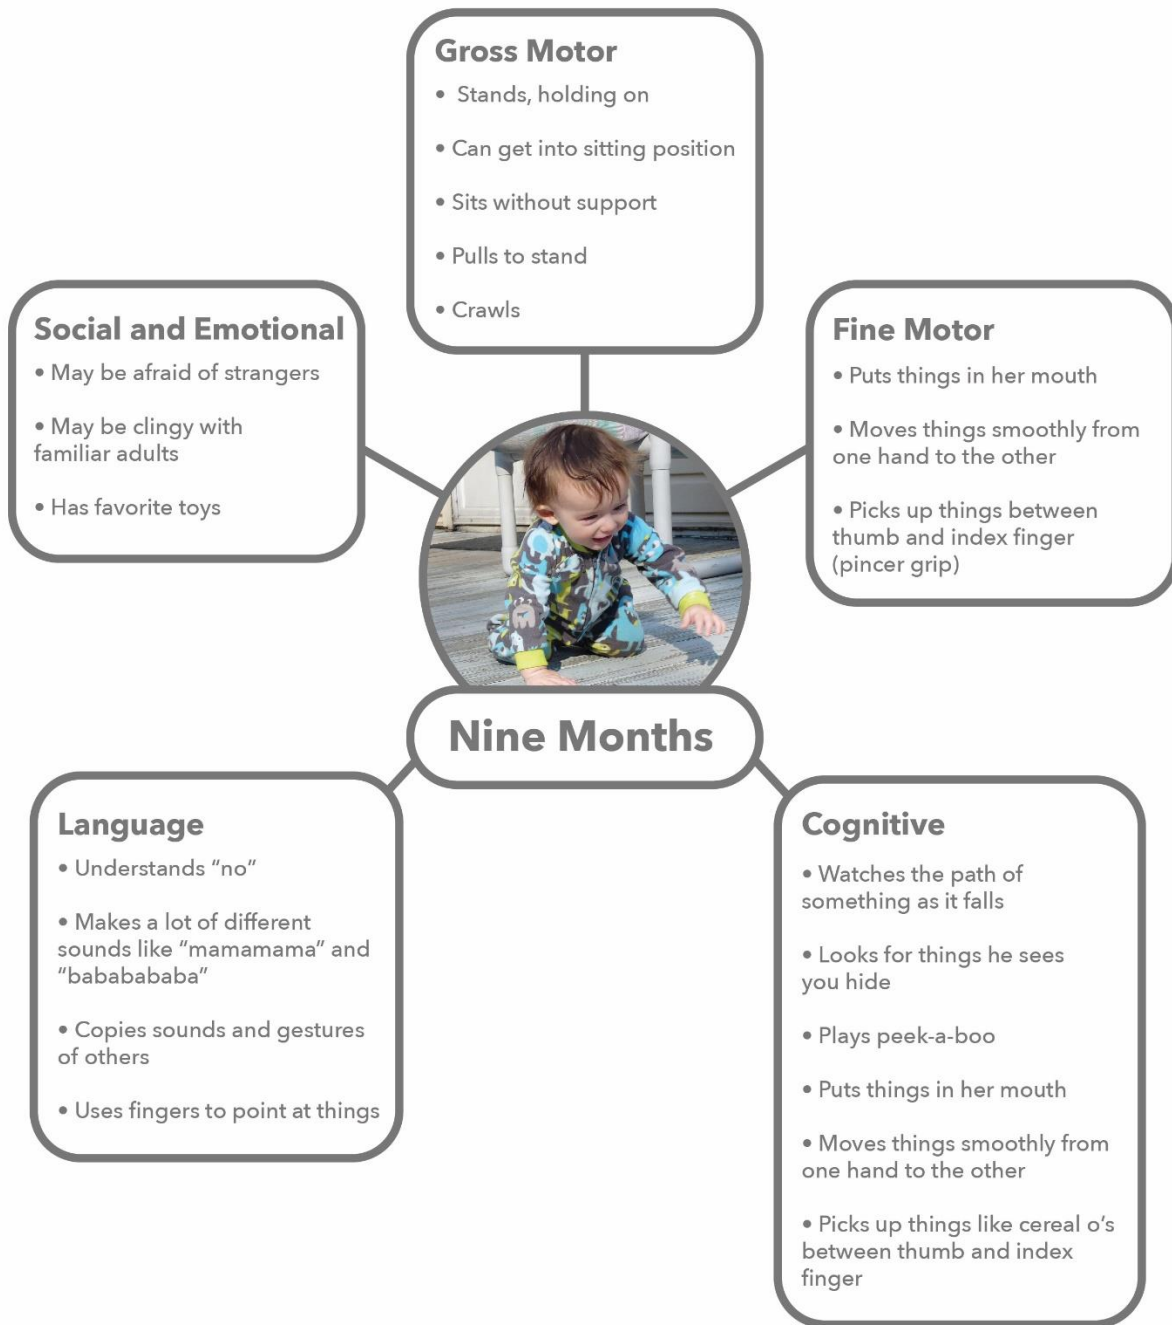 Gross Motor
• Stands, holding on
• Can get into sitting position
• Sits without support
• Pulls to stand
• Crawls
Social and Emotional
• May be afraid of strangers
• May be clingy with
familiar adults
• Has favorite toys
Fine Motor
• Puts things in her mouth
• Moves things smoothly from
one hand to the other
• Picks up things between
thumb and index finger
(pincer grip)
Nine Months
Language
• Understands “no”
• Makes a lot of different
sounds like “mamamama” and
“babababababa”
• Copies sounds and gestures
of others
• Uses fingers to point at things
Cognitive
• Watches the path of
something as it falls
• Looks for things he sees
you hide
• Plays peek-a-boo
• Puts things in her mouth
• Moves things smoothly from
one hand to the other
• Picks up things like cereal o’s
between thumb and index
finger